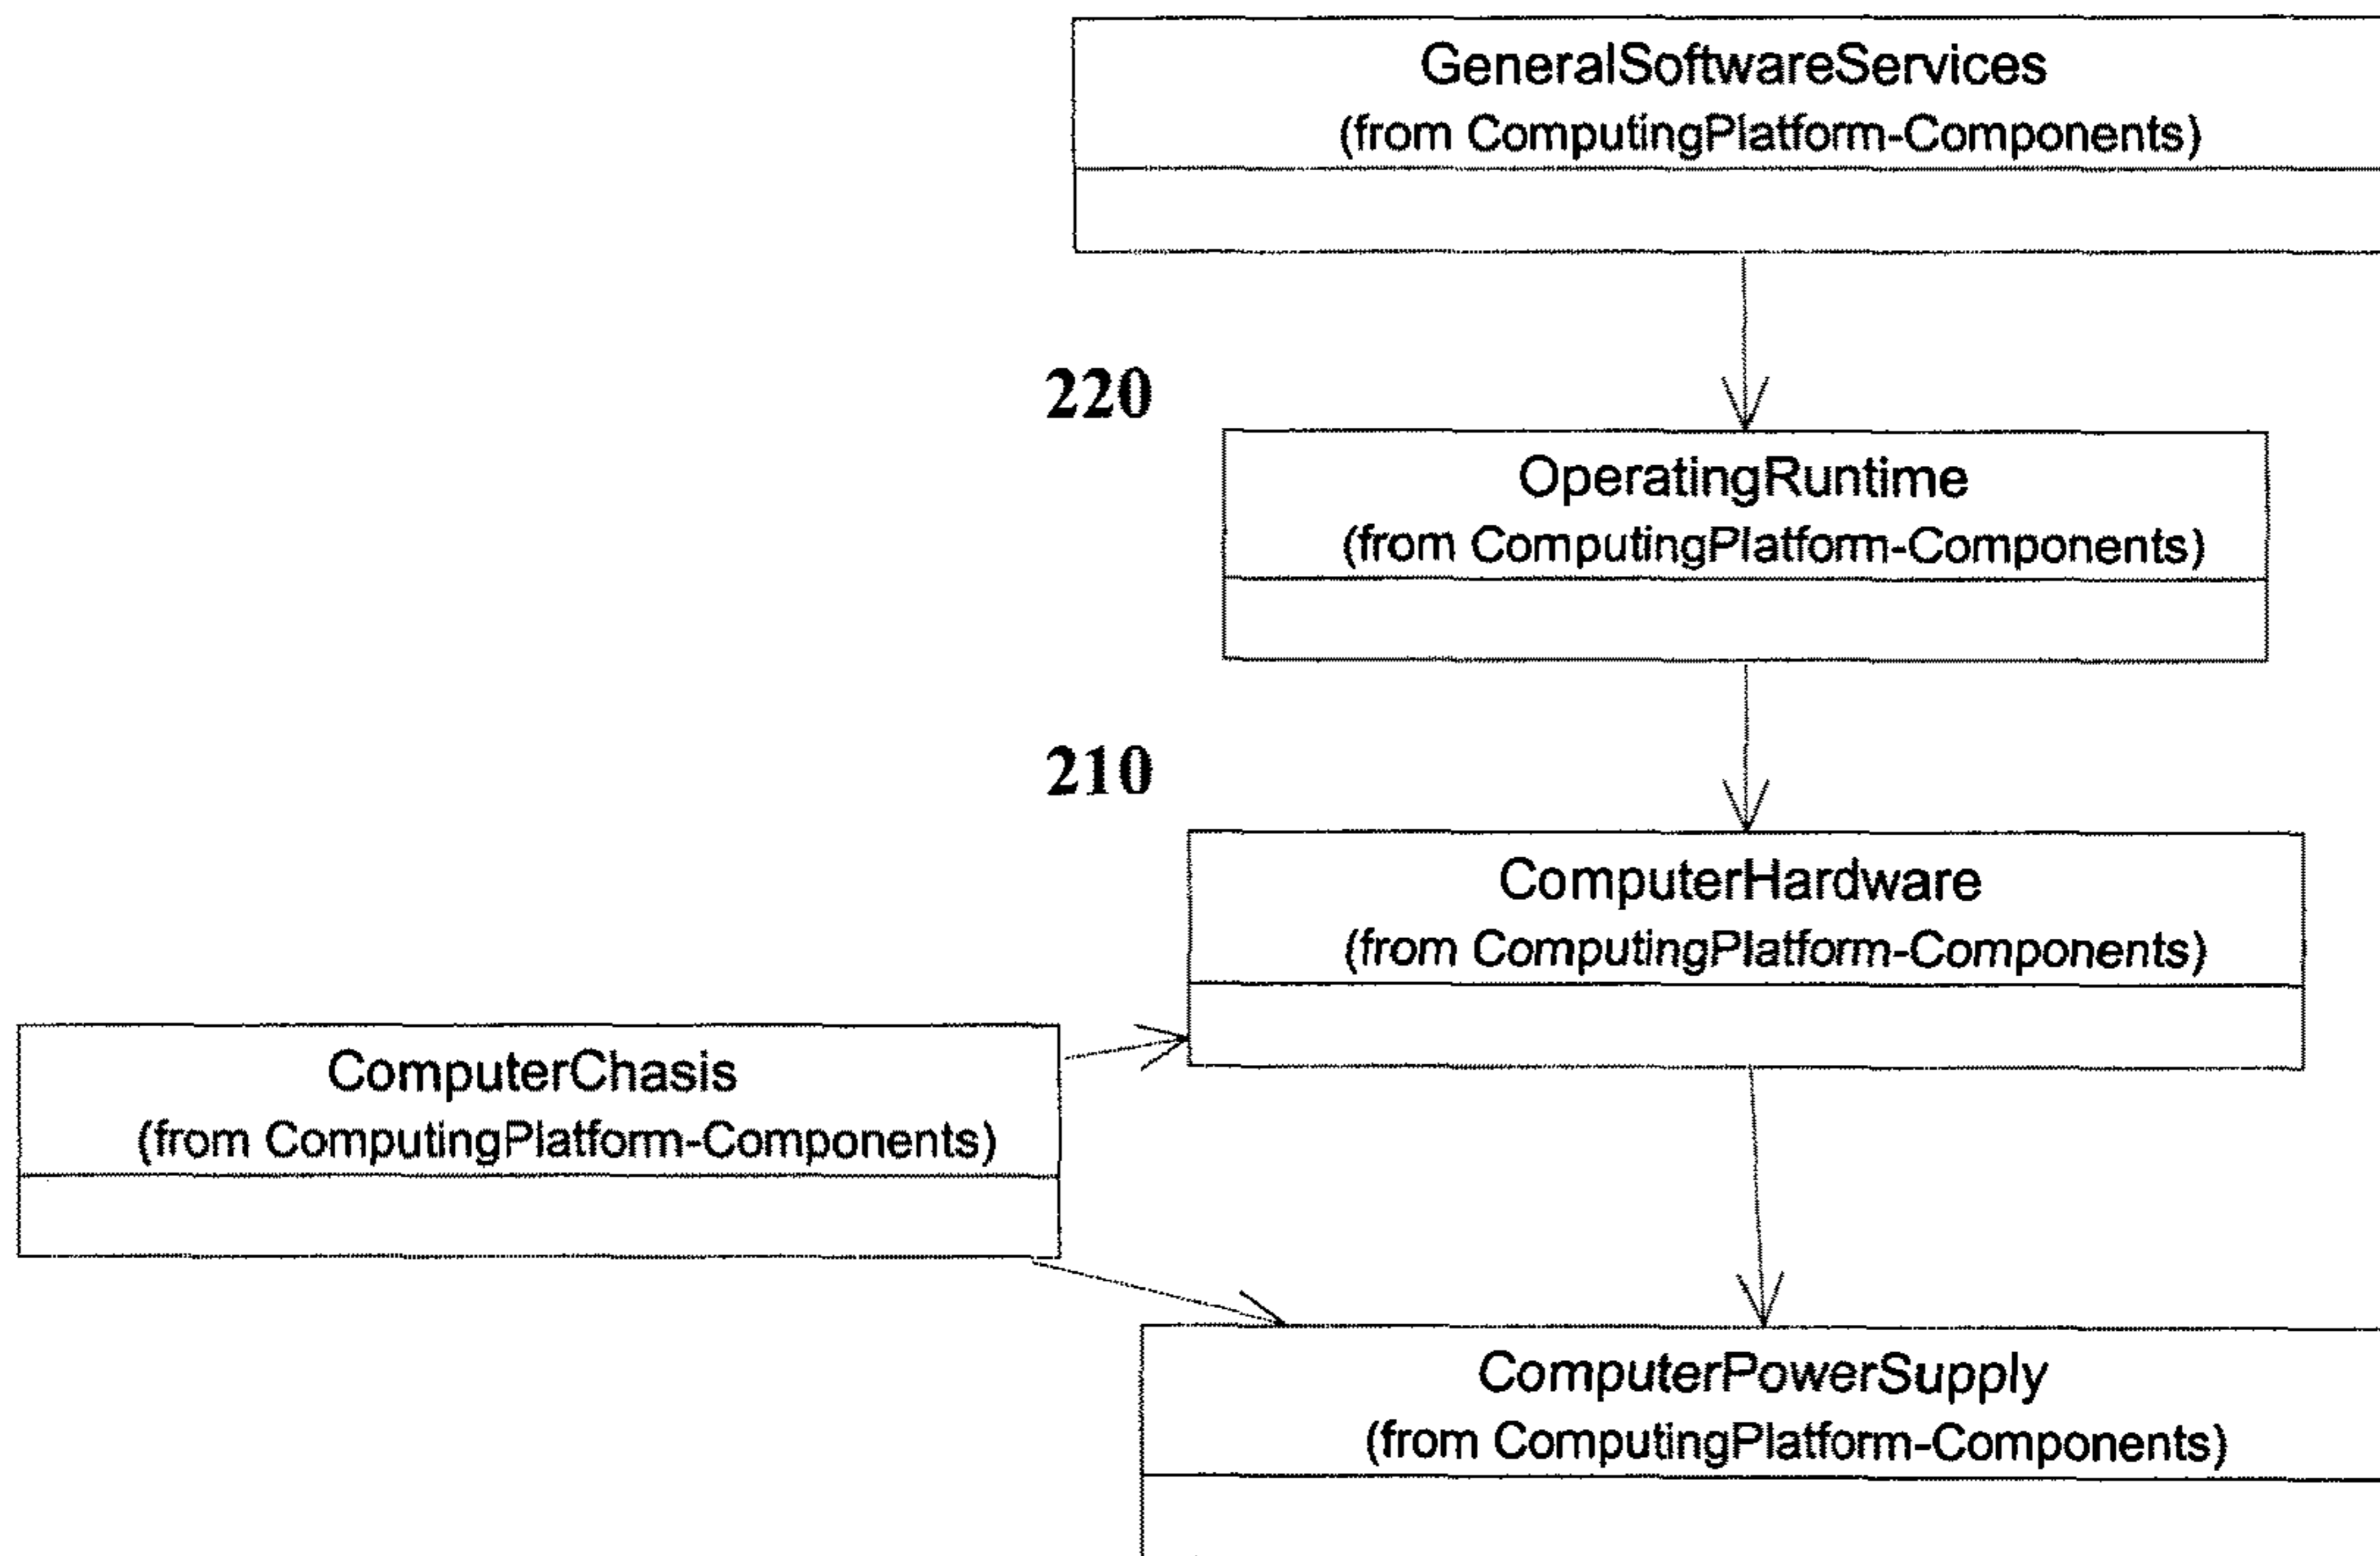 GeneralSoftwareServices
(from ComputingPlatform-Components)
220
OperatingRuntime
(from ComputingPlatform-Components)
210
ComputerHardware
(from ComputingPlatform-Components)
ComputerChasis
(from ComputingPlatform-Components)
ComputerPowerSupply
(from ComputingPlatform-Components)